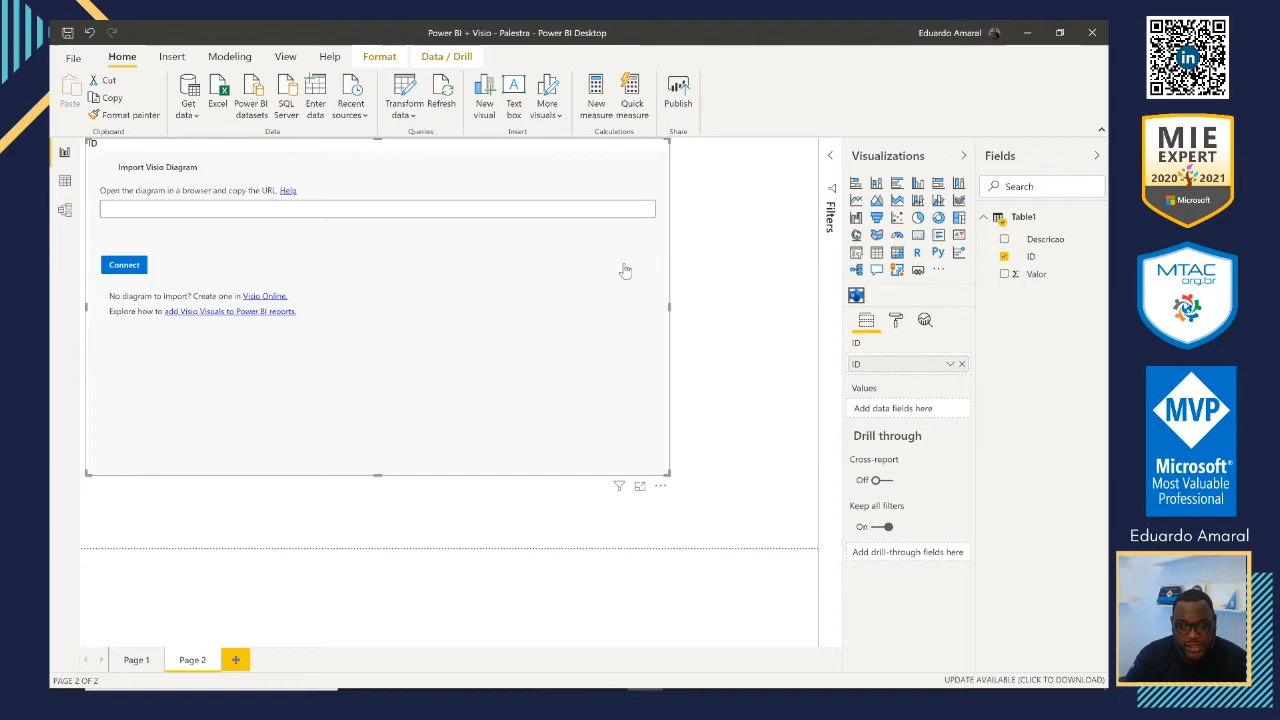 Power BI + Visio - Palestra - Power BI Desktop
Eduardo Amaral
File
Home
Insert
Modeling
View
Help
Format
Data / Drill
Paste
Cut
Copy
Format painter
Clipboard
Get data
Excel
Power BI datasets
SQL Server
Enter data
Recent sources
Data
Transform data
Refresh
Queries
New visual
Text box
More visuals
Insert
New measure
Quick measure
Calculations
Publish
Share
ID
Import Visio Diagram
Open the diagram in a browser and copy the URL. Help
Connect
No diagram to import? Create one in Visio Online.
Explore how to add Visio Visuals to Power BI reports.
Filters
Visualizations
R
Py
ID
ID
Values
Add data fields here
Drill through
Cross-report
Off
Keep all filters
On
Add drill-through fields here
Fields
Search
Table1
Descricao
ID
Σ Valor
Page 1
Page 2
PAGE 2 OF 2
UPDATE AVAILABLE (CLICK TO DOWNLOAD)
in
MIE
EXPERT
2020 2021
Microsoft
MTAC
org.br
MVP
Microsoft®
Most Valuable
Professional
Eduardo Amaral